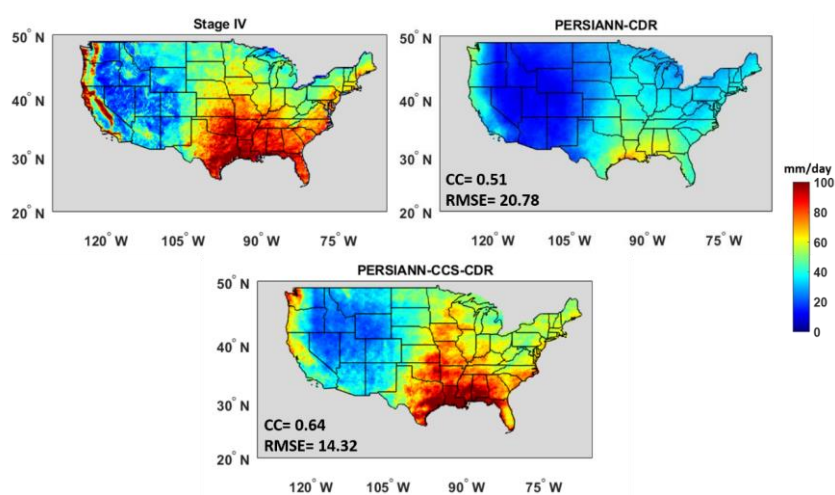 Stage IV
50° N
40° N
30° N
20° N
120° W
105° W
90° W
75° W
PERSIANN-CDR
50° N
40° N
30° N
20° N
CC= 0.51
RMSE= 20.78
120° W
105° W
90° W
75° W
mm/day
100
80
60
40
20
0
PERSIANN-CCS-CDR
50° N
40° N
30° N
20° N
CC= 0.64
RMSE= 14.32
120° W
105° W
90° W
75° W